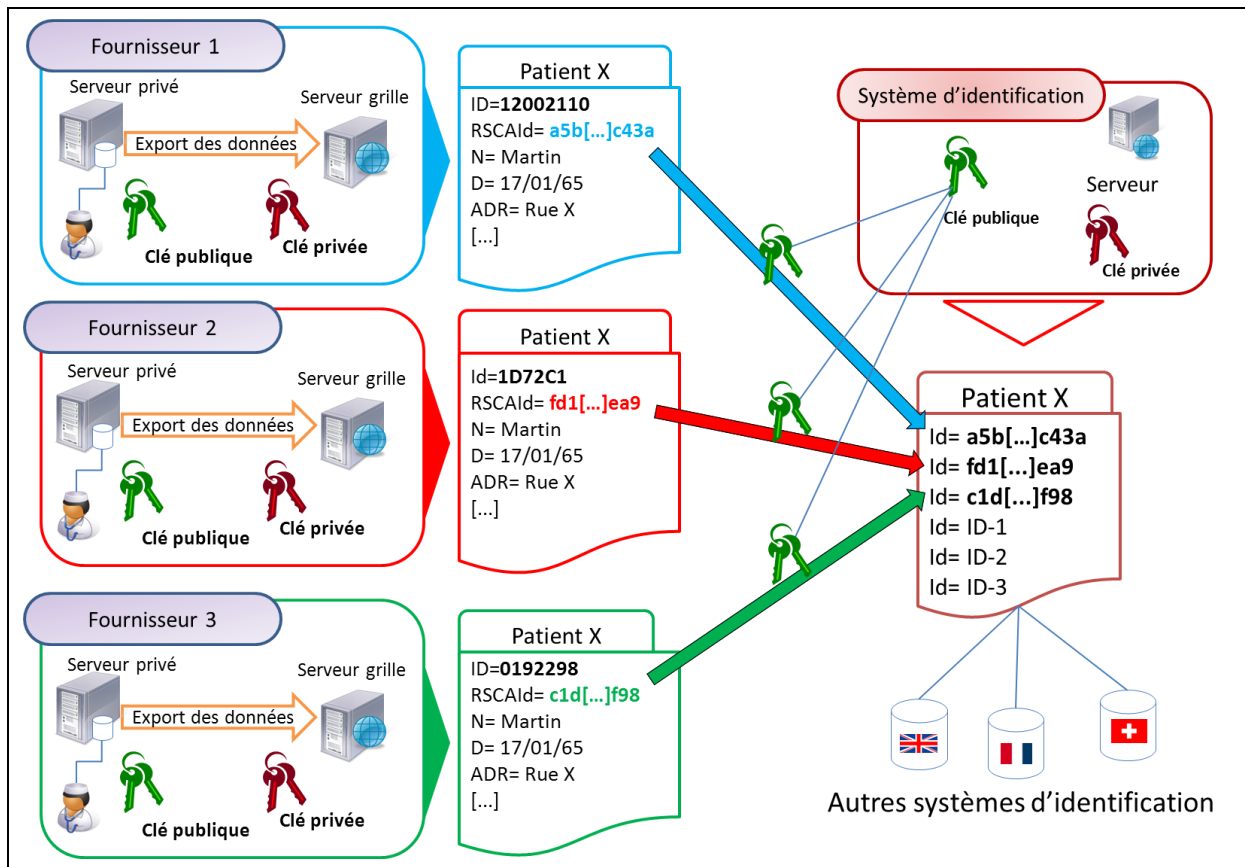 Fournisseur 1
Serveur privé
Serveur grille
Export des données
Clé publique
Clé privée
Patient X
ID=12002110
RSCAId= a5b[...]c43a
N= Martin
D= 17/01/65
ADR= Rue X
[...]
Système d'identification
Clé publique
Serveur
Clé privée
Fournisseur 2
Serveur privé
Serveur grille
Export des données
Clé publique
Clé privée
Patient X
Id=1D72C1
RSCAId= fd1[...]ea9
N= Martin
D= 17/01/65
ADR= Rue X
[...]
Patient X
Id= a5b[...]c43a
Id= fd1[...]ea9
Id= c1d[...]f98
Id= ID-1
Id= ID-2
Id= ID-3
Fournisseur 3
Serveur privé
Serveur grille
Export des données
Clé publique
Clé privée
Patient X
ID=0192298
RSCAId= c1d[...]f98
N= Martin
D= 17/01/65
ADR= Rue X
[...]
Autres systèmes d'identification